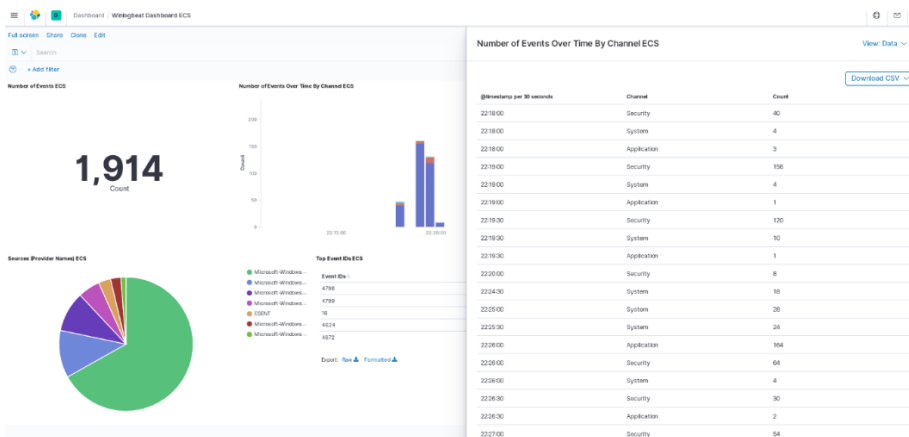 D
Dashboard / Winlogbeat Dashboard ECS
Full screen Share Clone Edit
Search
+ Add filter
Number of Events ECS
1,914
Count
Number of Events Over Time By Channel ECS
200
150
100
50
0
Count
22:15:00
Sources (Provider Names) ECS
Microsoft-Windows...
Microsoft-Windows...
Microsoft-Windows...
Microsoft-Windows...
ESENT
Microsoft-Windows...
Microsoft-Windows...
Top Event IDs ECS
Event IDs
4798
4799
16
4624
4672
Export: Raw Formatted
Number of Events Over Time By Channel ECS
View: Data
Download CSV
@timestamp per 30 seconds Channel Count
22:18:00 Security 40
22:18:00 System 4
22:18:00 Application 3
22:19:00 Security 156
22:19:00 System 4
22:19:00 Application 1
22:19:30 Security 120
22:19:30 System 10
22:19:30 Application 1
22:20:00 Security 8
22:24:30 System 18
22:25:00 System 28
22:25:30 System 24
22:26:00 Application 164
22:26:00 Security 64
22:26:00 System 4
22:26:30 Security 30
22:26:30 Application 2
22:27:00 Security 54